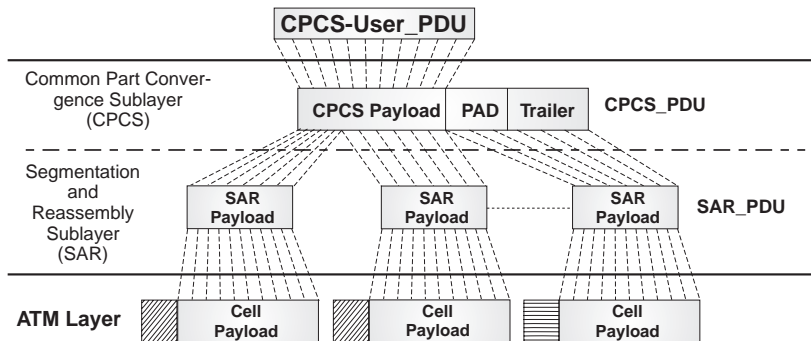 CPCS-User_PDU
Common Part Conver-
gence Sublayer
(CPCS)
CPCS Payload
PAD
Trailer
CPCS_PDU
Segmentation
and
Reassembly
Sublayer
(SAR)
SAR
Payload
SAR
Payload
SAR
Payload
SAR_PDU
ATM Layer
Cell
Payload
Cell
Payload
Cell
Payload